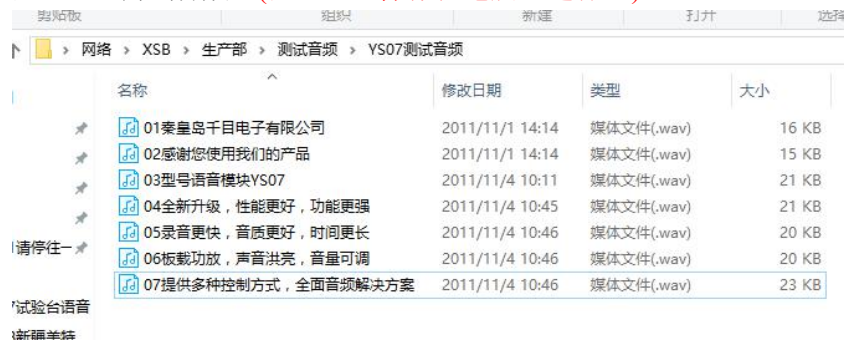 剪贴板 组织 新建 打开 选择
网络 › XSB › 生产部 › 测试音频 › YS07测试音频
名称 修改日期 类型 大小
01秦皇岛千目电子有限公司 2011/11/1 14:14 媒体文件(.wav) 16 KB
02感谢您使用我们的产品 2011/11/1 14:14 媒体文件(.wav) 15 KB
03型号语音模块YS07 2011/11/4 10:11 媒体文件(.wav) 21 KB
04全新升级，性能更好，功能更强 2011/11/4 10:45 媒体文件(.wav) 21 KB
05录音更快，音质更好，时间更长 2011/11/4 10:46 媒体文件(.wav) 20 KB
请停往一
06板载功放，声音洪亮，音量可调 2011/11/4 10:46 媒体文件(.wav) 20 KB
07提供多种控制方式，全面音频解决方案 2011/11/4 10:46 媒体文件(.wav) 23 KB
试验台语音
新疆美特